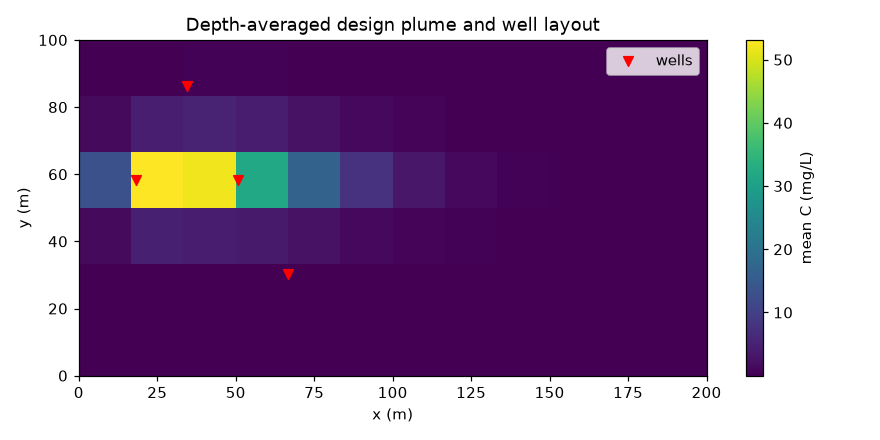 Depth-averaged design plume and well layout
wells
100
80
60
40
20
0
y (m)
0 25 50 75 100 125 150 175 200
x (m)
50
40
30
20
10
mean C (mg/L)